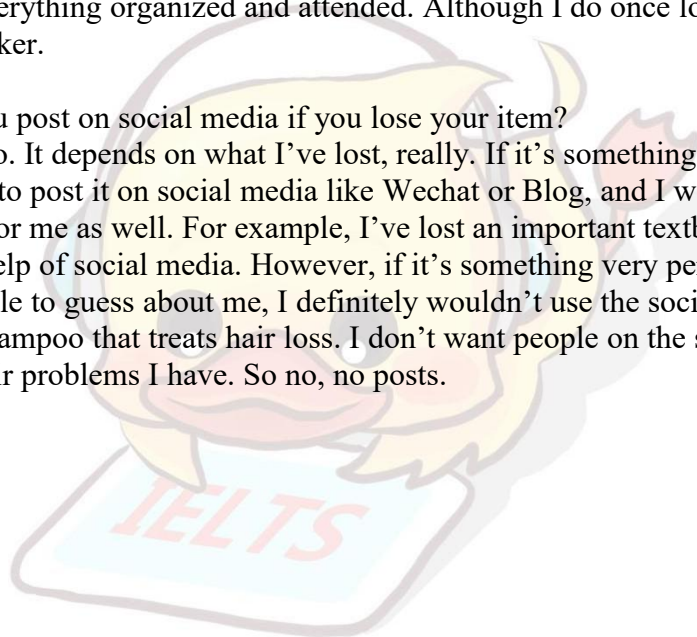 erything organized and attended. Although I do once lo
ker.
u post on social media if you lose your item?
o. It depends on what I’ve lost, really. If it’s something
to post it on social media like Wechat or Blog, and I w
or me as well. For example, I’ve lost an important textb
elp of social media. However, if it’s something very pe
le to guess about me, I definitely wouldn’t use the soci
ampoo that treats hair loss. I don’t want people on the s
ir problems I have. So no, no posts.
IELTS